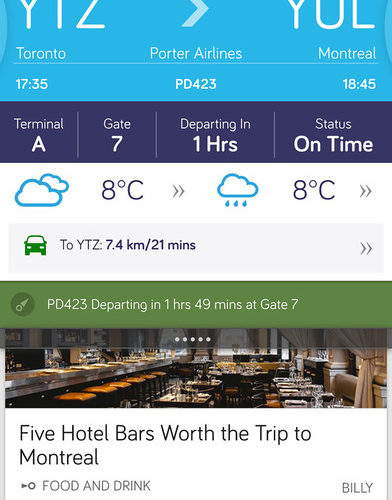 YTZ YUL
Toronto Porter Airlines Montreal
17:35 PD423 18:45
Terminal Gate Departing In Status
A 7 1 Hrs On Time
8°C 8°C
To YTZ: 7.4 km/21 mins
PD423 Departing in 1 hrs 49 mins at Gate 7
Five Hotel Bars Worth the Trip to
Montreal
FOOD AND DRINK BILLY